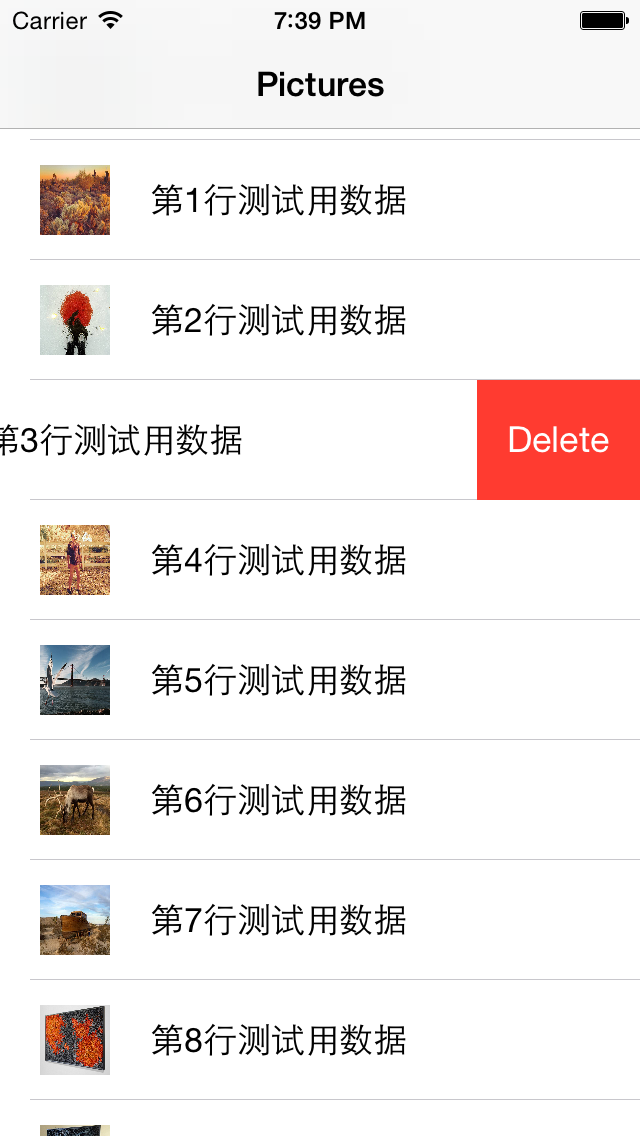 Carrier 7:39 PM
Pictures
第1行测试用数据
第2行测试用数据
第3行测试用数据 Delete
第4行测试用数据
第5行测试用数据
第6行测试用数据
第7行测试用数据
第8行测试用数据